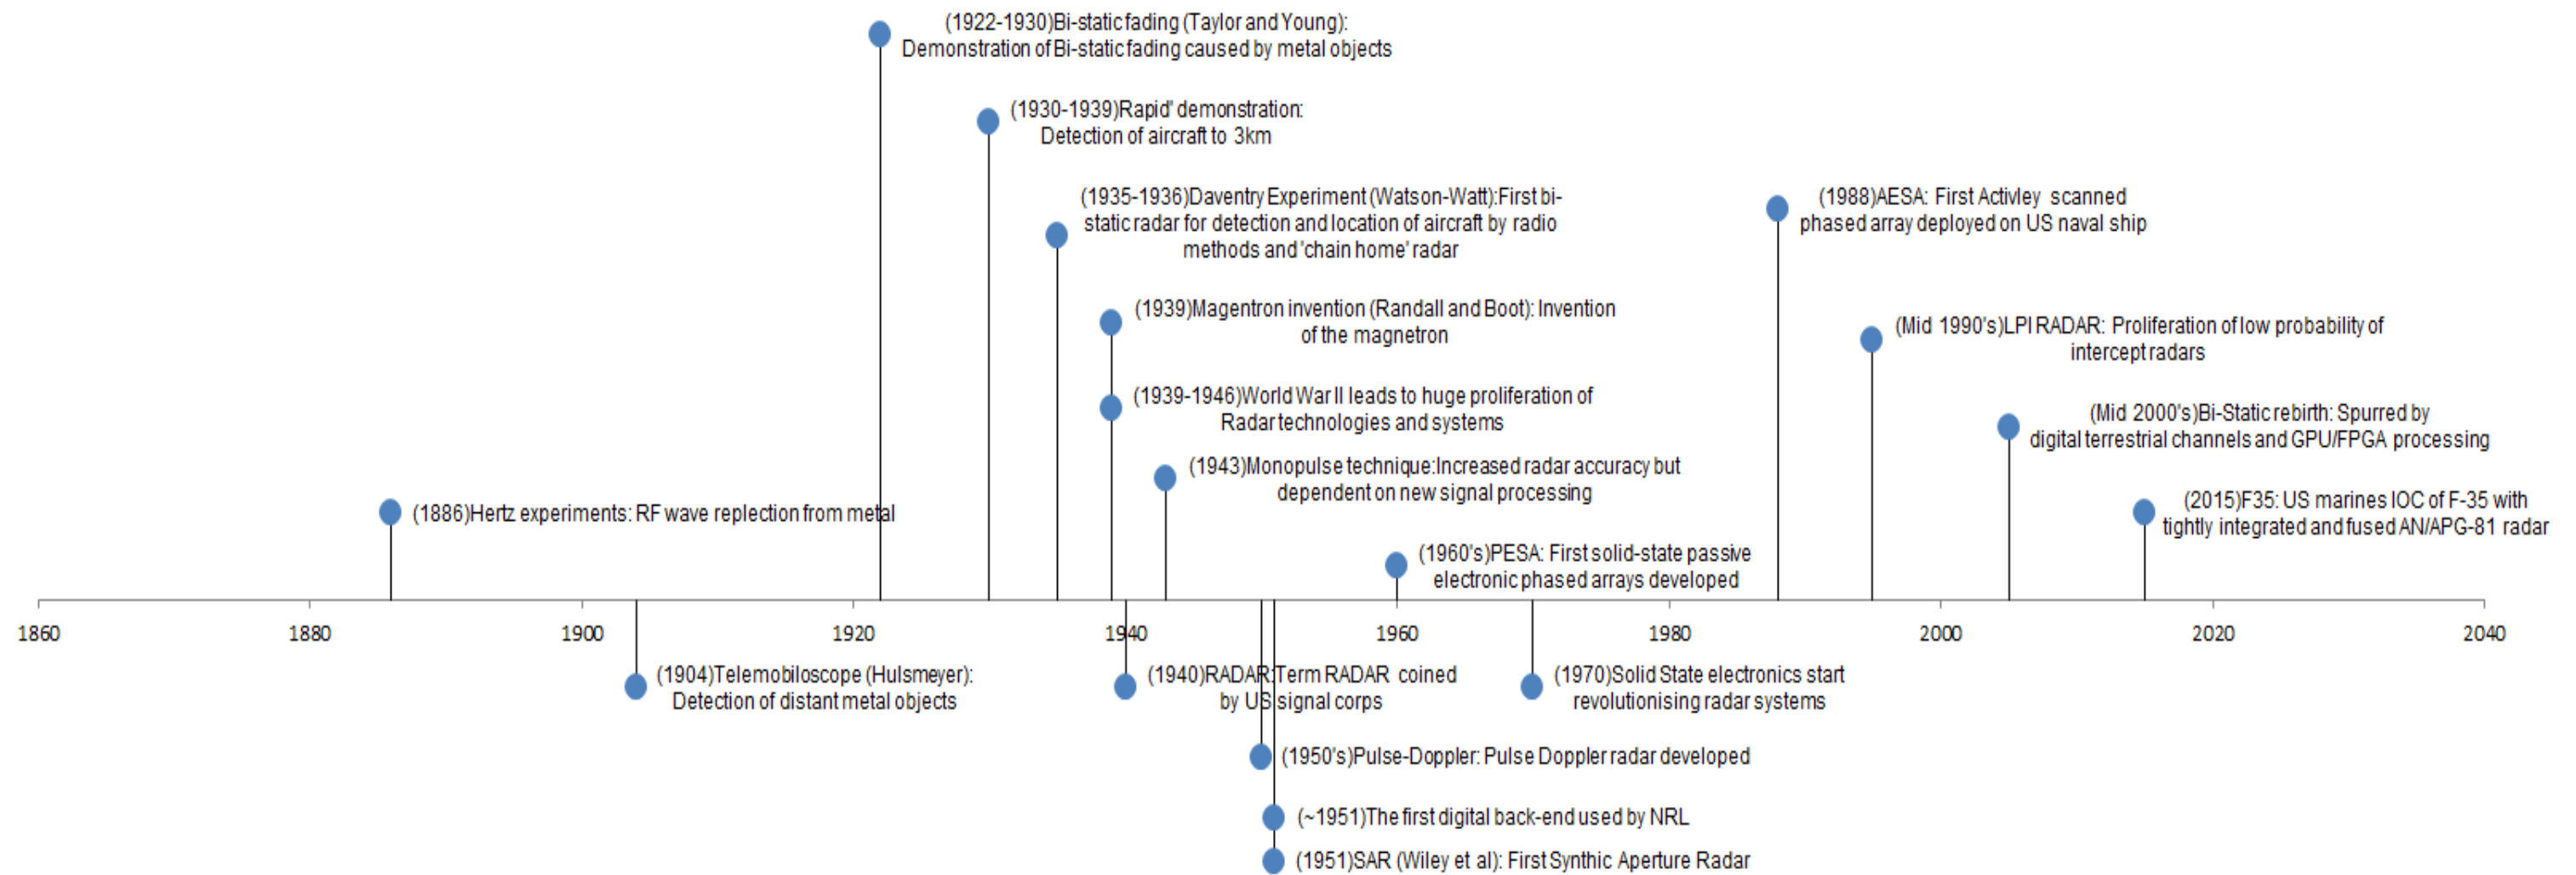 (1922-1930)Bi-static fading (Taylor and Young):
Demonstration of Bi-static fading caused by metal objects
(1930-1939)Rapid' demonstration:
Detection of aircraft to 3km
(1935-1936)Daventry Experiment (Watson-Watt):First bi-
static radar for detection and location of aircraft by radio
methods and 'chain home' radar
(1988)AESA: First Activley scanned
phased array deployed on US naval ship
(1939)Magentron invention (Randall and Boot): Invention
of the magnetron
(Mid 1990's)LPI RADAR: Proliferation of low probability of
intercept radars
(1939-1946)World War II leads to huge proliferation of
Radar technologies and systems
(Mid 2000's)Bi-Static rebirth: Spurred by
digital terrestrial channels and GPU/FPGA processing
(1943)Monopulse technique:Increased radar accuracy but
dependent on new signal processing
(1886)Hertz experiments: RF wave replection from metal
(2015)F35: US marines IOC of F-35 with
tightly integrated and fused AN/APG-81 radar
(1960's)PESA: First solid-state passive
electronic phased arrays developed
1860 1880 1900 1920 1940 1960 1980 2000 2020 2040
(1904)Telemobiloscope (Hulsmeyer):
Detection of distant metal objects
(1940)RADAR:Term RADAR coined
by US signal corps
(1970)Solid State electronics start
revolutionising radar systems
(1950's)Pulse-Doppler: Pulse Doppler radar developed
(~1951)The first digital back-end used by NRL
(1951)SAR (Wiley et al): First Synthic Aperture Radar